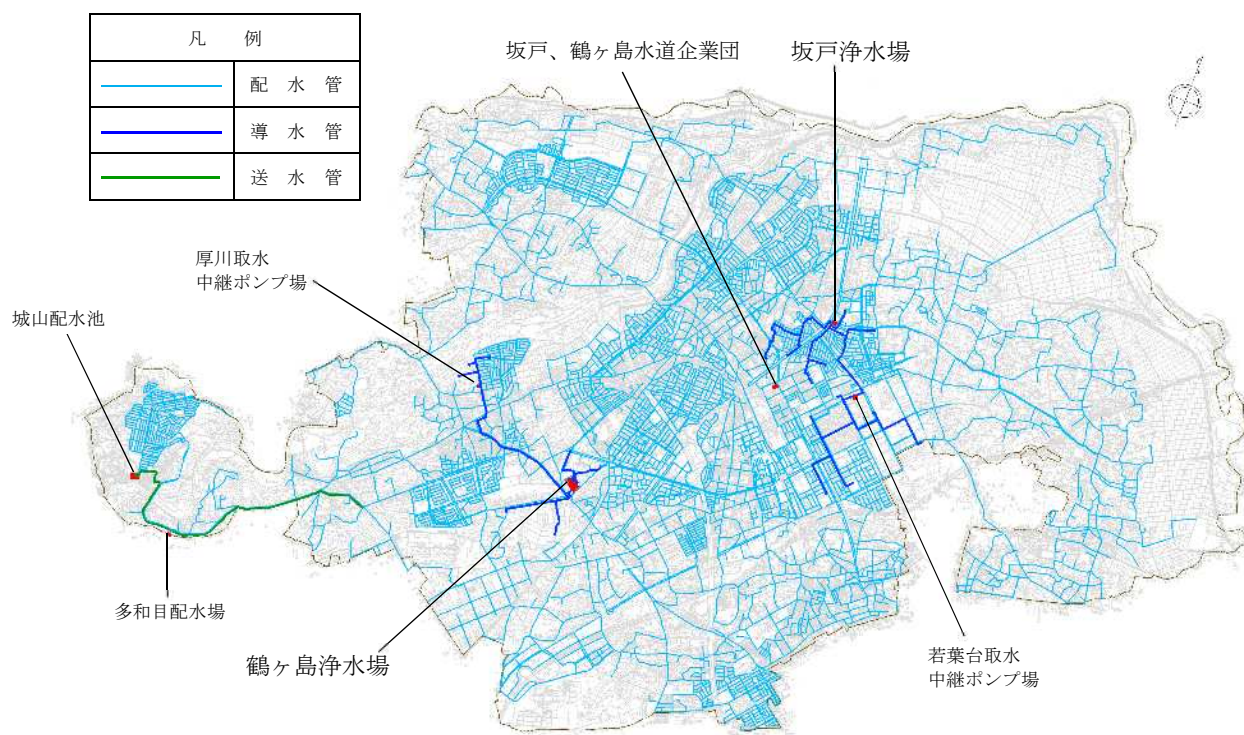 凡 例
配 水 管
導 水 管
送 水 管
坂戸、鶴ヶ島水道企業団
坂戸浄水場
厚川取水
中継ポンプ場
城山配水池
多和目配水場
鶴ヶ島浄水場
若葉台取水
中継ポンプ場